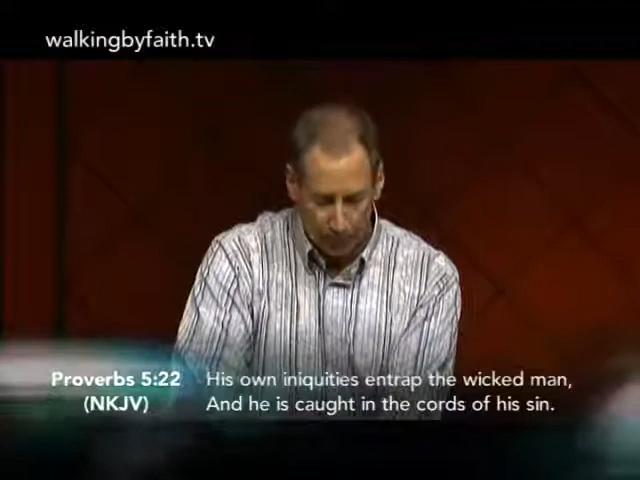 walkingbyfaith.tv
Proverbs 5:22 His own iniquities entrap the wicked man,
(NKJV) And he is caught in the cords of his sin.